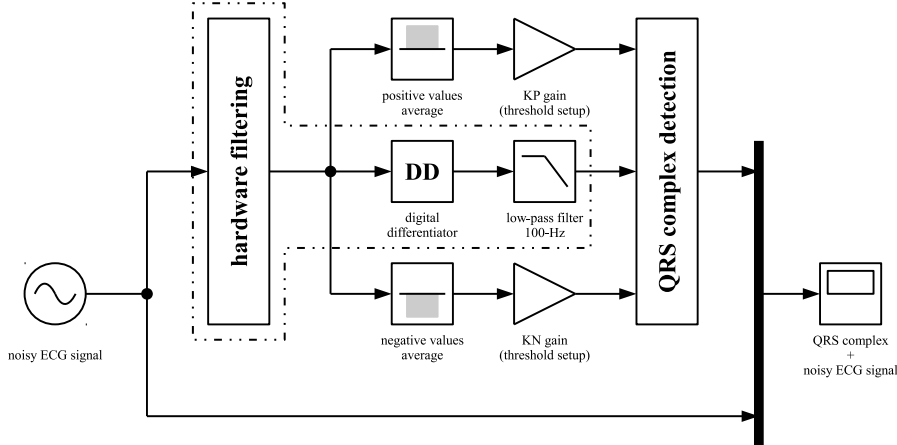 hardware filtering
positive values
average
KP gain
(threshold setup)
QRS complex detection
DD
digital
differentiator
low-pass filter
100-Hz
negative values
average
KN gain
(threshold setup)
noisy ECG signal
QRS complex
+
noisy ECG signal